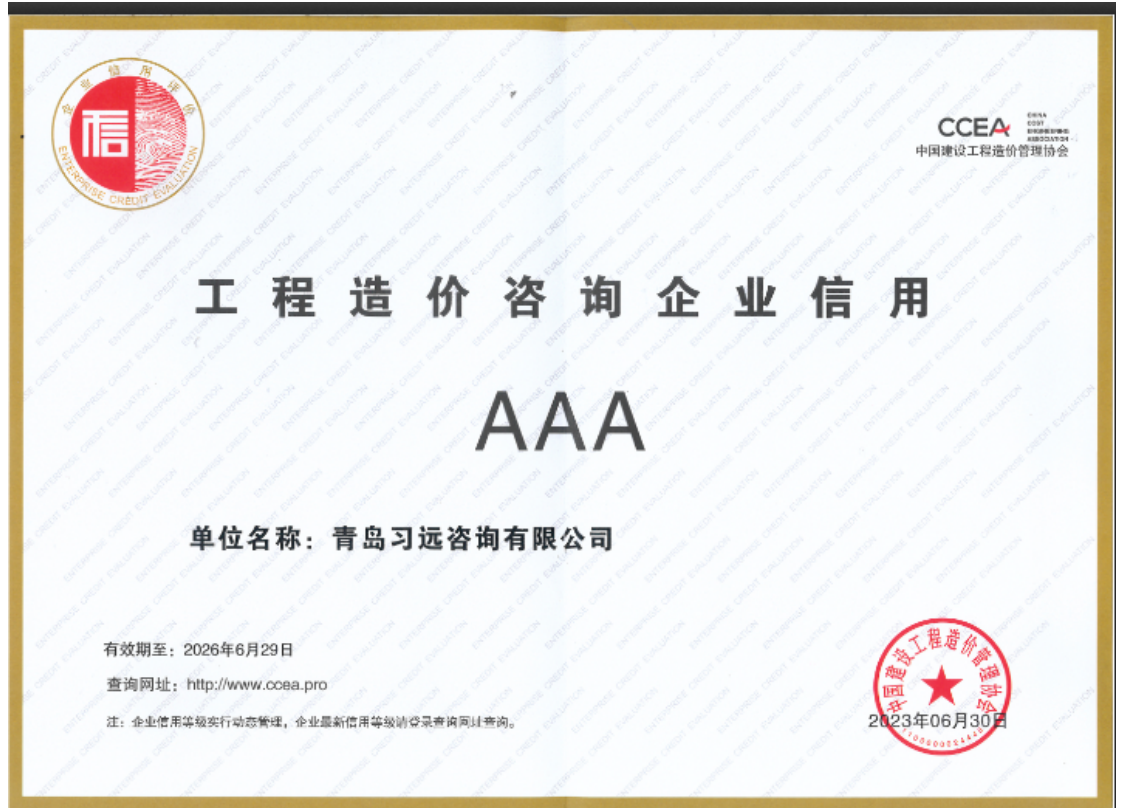 企业信用评价
信
ENTERPRISE CREDIT EVALUATION
CCEA
CHINA
COST
ENGINEERING
ASSOCIATION
中国建设工程造价管理协会
工程造价咨询企业信用
AAA
单位名称：青岛习远咨询有限公司
有效期至：2026年6月29日
查询网址：http://www.ccea.pro
注：企业信用等级实行动态管理，企业最新信用等级请登录查询网址查询。
中国建设工程造价管理协会
2023年06月30日